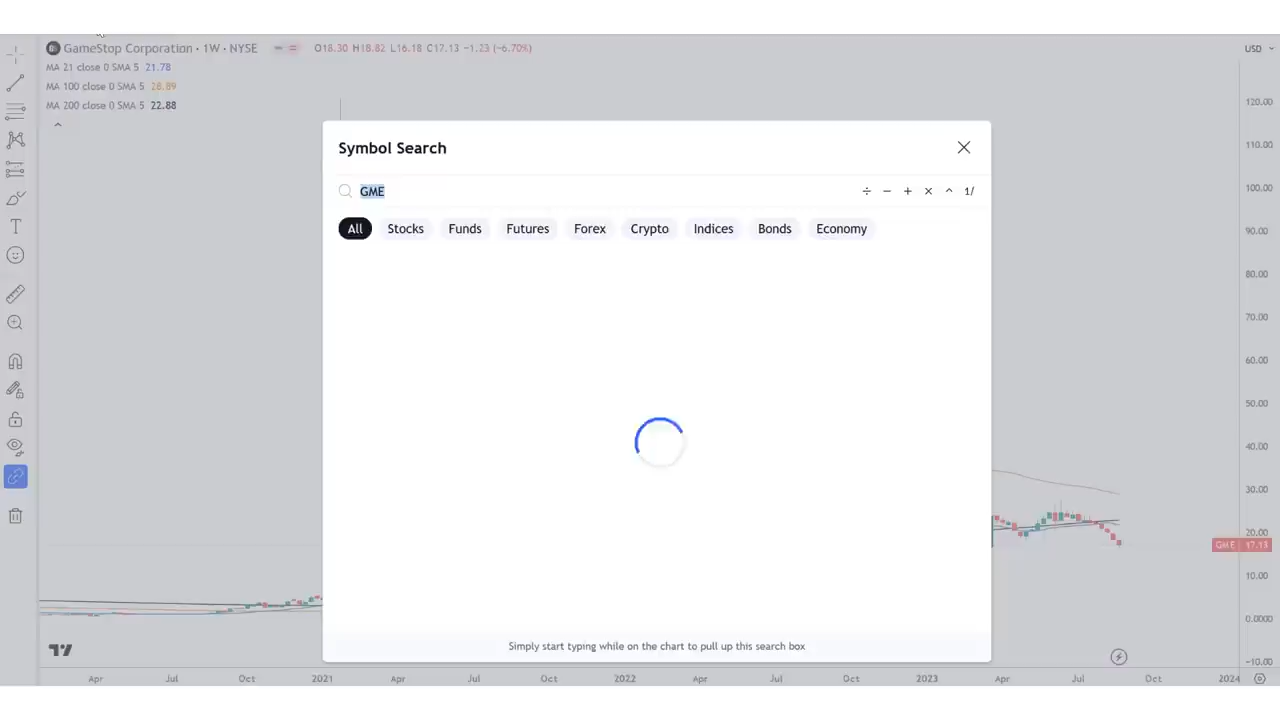 GameStop Corporation · 1W · NYSE O18.30 H18.82 L16.18 C17.13 −1.23 (−6.70%)
USD
MA 21 close 0 SMA 5 21.78
MA 100 close 0 SMA 5 28.89
MA 200 close 0 SMA 5 22.88
Symbol Search
GME
÷ − + × ^ 1/
All Stocks Funds Futures Forex Crypto Indices Bonds Economy
Simply start typing while on the chart to pull up this search box
120.00
110.00
100.00
90.00
80.00
70.00
60.00
50.00
40.00
30.00
20.00
GME 17.13
10.00
0.0000
−10.00
Apr Jul Oct 2021 Apr Jul Oct 2022 Apr Jul Oct 2023 Apr Jul Oct 2024